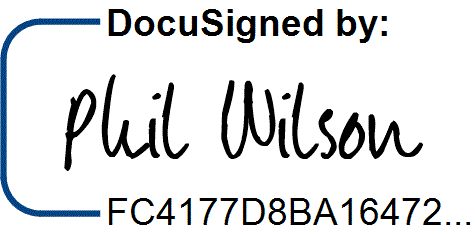 DocuSigned by:
Phil Wilson
FC4177D8BA16472...